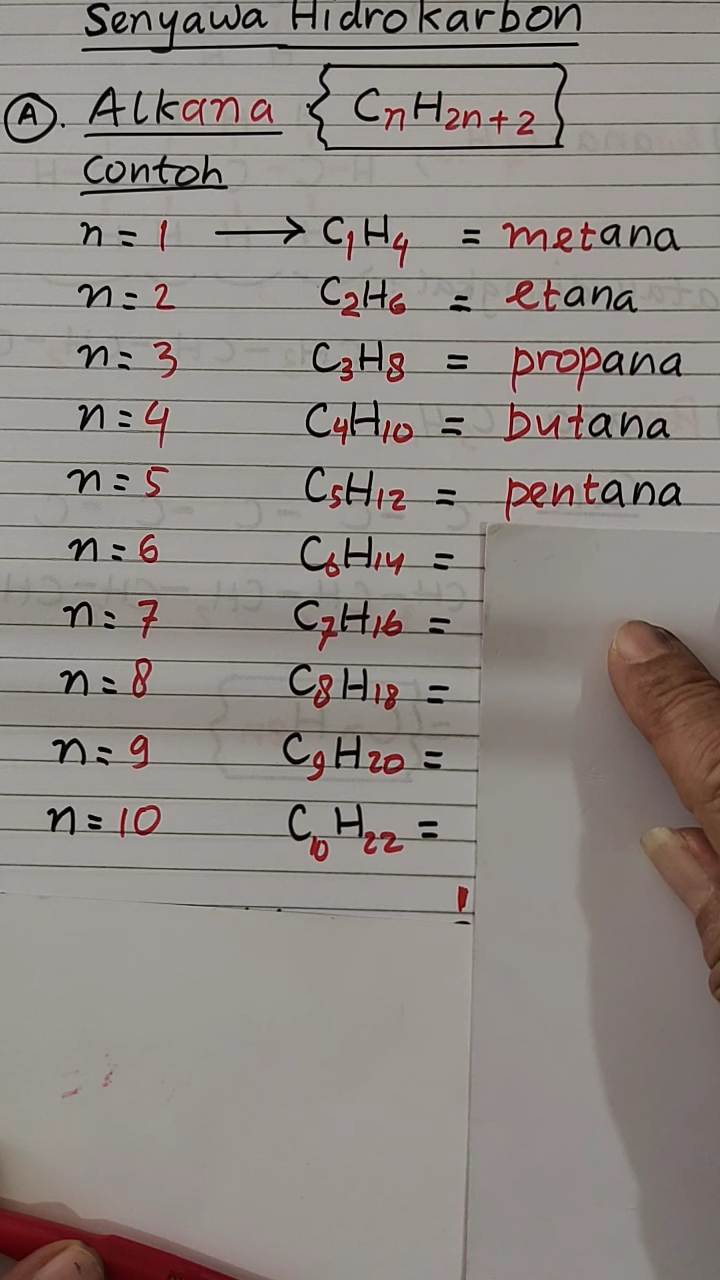 Senyawa Hidrokarbon
A. Alkana { CnH2n+2 }
Contoh
n = 1 → C1H4 = metana
n = 2 C2H6 = etana
n = 3 C3H8 = propana
n = 4 C4H10 = butana
n = 5 C5H12 = pentana
n = 6 C6H14 =
n = 7 C7H16 =
n = 8 C8H18 =
n = 9 C9H20 =
n = 10 C10H22 =